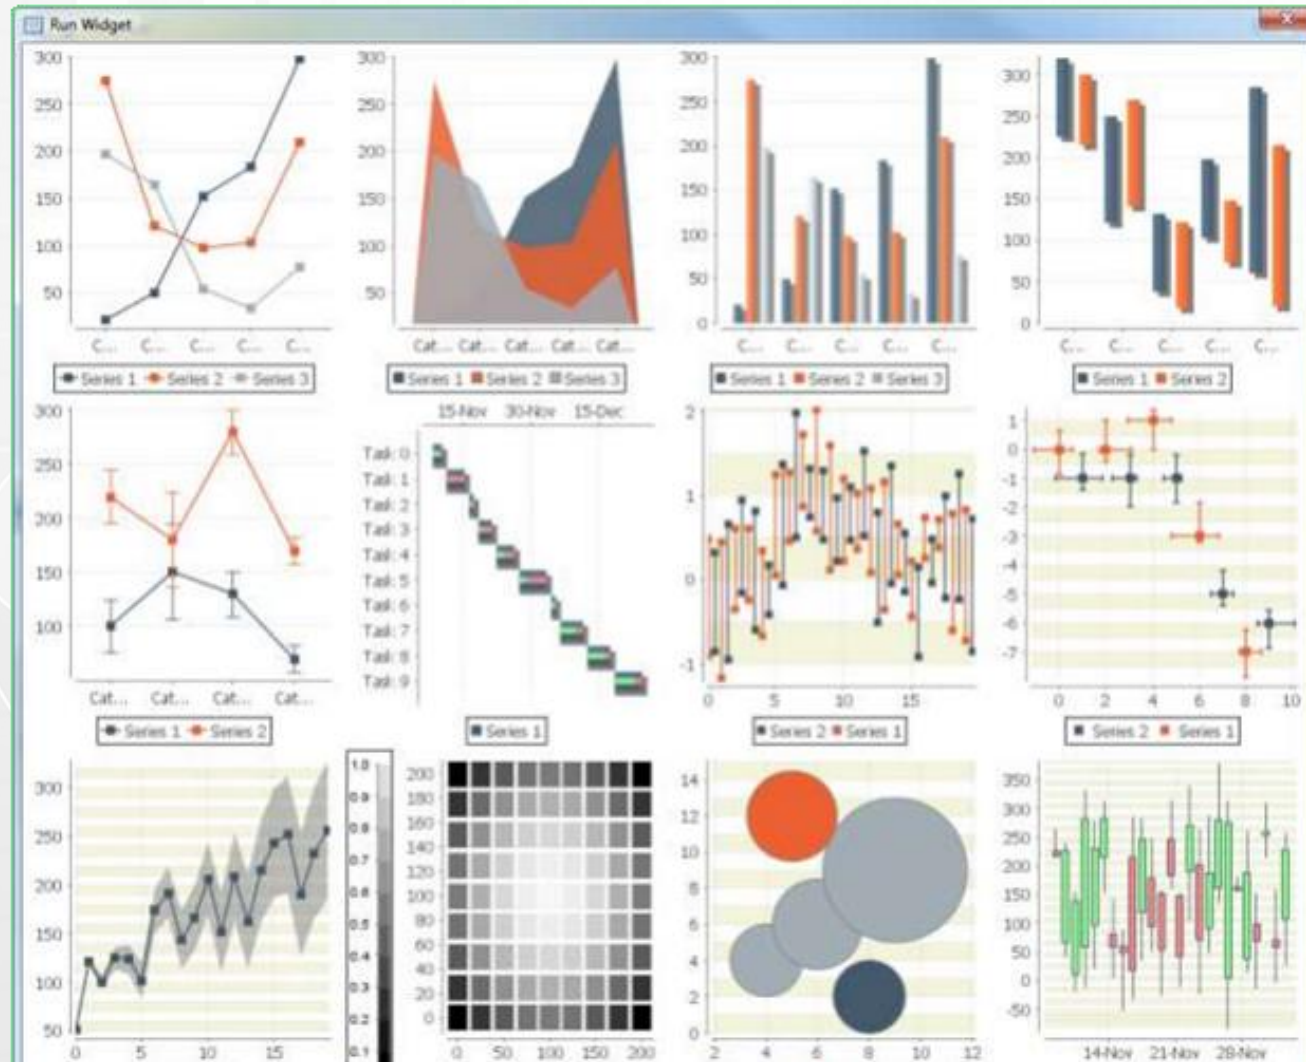 Run Widget
300
250
200
150
100
50
C... C... C... C... C...
Series 1 Series 2 Series 3
300
250
200
150
100
50
Cat... Cat... Cat... Cat... Cat...
Series 1 Series 2 Series 3
300
250
200
150
100
50
0
C... C... C... C... C...
Series 1 Series 2 Series 3
300
250
200
150
100
50
0
C... C... C... C... C...
Series 1 Series 2
300
250
200
150
100
Cat... Cat... Cat... Cat...
Series 1 Series 2
15-Nov 30-Nov 15-Dec
Task 0
Task 1
Task 2
Task 3
Task 4
Task 5
Task 6
Task 7
Task 8
Task 9
Series 1
2
1
0
-1
0 5 10 15
Series 2 Series 1
1
0
-1
-2
-3
-4
-5
-6
-7
0 2 4 6 8 10
Series 2 Series 1
300
250
200
150
100
50
0 5 10 15
1.0
0.9
0.8
0.7
0.6
0.5
0.4
0.3
0.2
0.1
200
180
160
140
120
100
80
60
40
20
0
0 50 100 150 200
14
12
10
8
6
4
2
0
2 4 6 8 10 12
350
300
250
200
150
100
50
0
-50
14-Nov 21-Nov 28-Nov